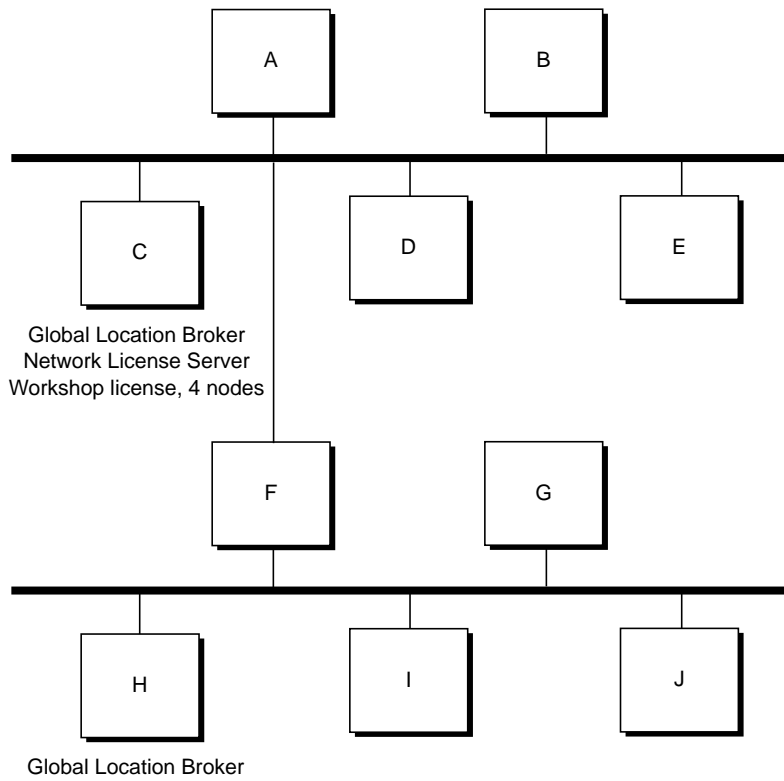 A
B
C
D
E
Global Location Broker
Network License Server
Workshop license, 4 nodes
F
G
H
I
J
Global Location Broker